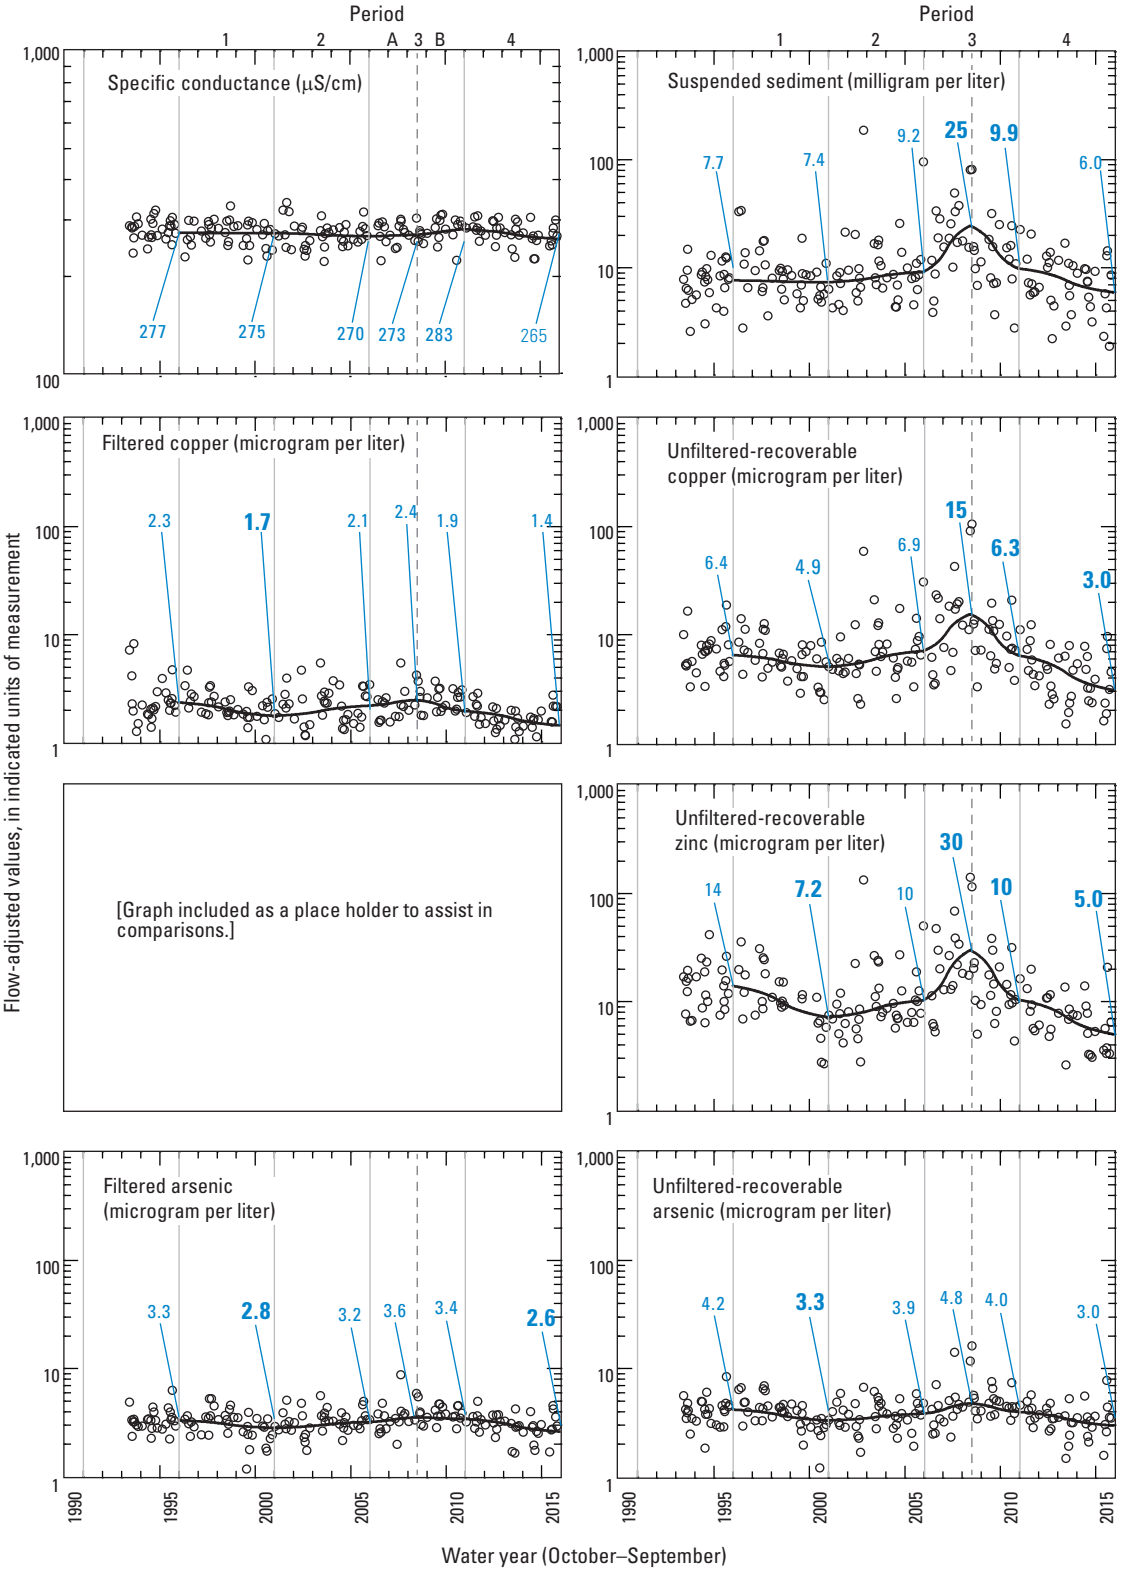 Period
1 2 A 3 B 4
1,000
Specific conductance (µS/cm)
277 275 270 273 283 265
100
Period
1 2 3 4
1,000
Suspended sediment (milligram per liter)
7.7 7.4 9.2 25 9.9 6.0
100
10
1
1,000
Filtered copper (microgram per liter)
2.3 1.7 2.1 2.4 1.9 1.4
100
10
1
1,000
Unfiltered-recoverable
copper (microgram per liter)
6.4 4.9 6.9 15 6.3 3.0
100
10
1
[Graph included as a place holder to assist in
comparisons.]
1,000
Unfiltered-recoverable
zinc (microgram per liter)
14 7.2 10 30 10 5.0
100
10
1
1,000
Filtered arsenic
(microgram per liter)
3.3 2.8 3.2 3.6 3.4 2.6
100
10
1
1990 1995 2000 2005 2010 2015
1,000
Unfiltered-recoverable
arsenic (microgram per liter)
4.2 3.3 3.9 4.8 4.0 3.0
100
10
1
1990 1995 2000 2005 2010 2015
Flow-adjusted values, in indicated units of measurement
Water year (October–September)